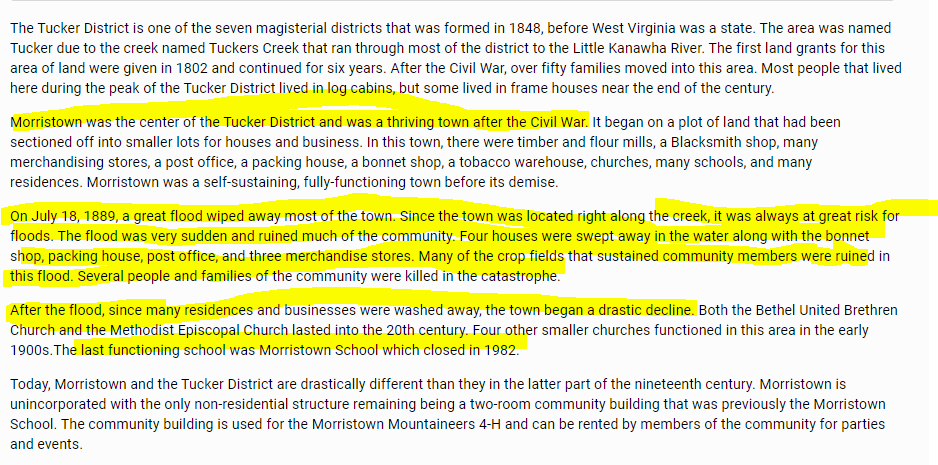 The Tucker District is one of the seven magisterial districts that was formed in 1848, before West Virginia was a state. The area was named
Tucker due to the creek named Tuckers Creek that ran through most of the district to the Little Kanawha River. The first land grants for this
area of land were given in 1802 and continued for six years. After the Civil War, over fifty families moved into this area. Most people that lived
here during the peak of the Tucker District lived in log cabins, but some lived in frame houses near the end of the century.
Morristown was the center of the Tucker District and was a thriving town after the Civil War. It began on a plot of land that had been
sectioned off into smaller lots for houses and business. In this town, there were timber and flour mills, a Blacksmith shop, many
merchandising stores, a post office, a packing house, a bonnet shop, a tobacco warehouse, churches, many schools, and many
residences. Morristown was a self-sustaining, fully-functioning town before its demise.
On July 18, 1889, a great flood wiped away most of the town. Since the town was located right along the creek, it was always at great risk for
floods. The flood was very sudden and ruined much of the community. Four houses were swept away in the water along with the bonnet
shop, packing house, post office, and three merchandise stores. Many of the crop fields that sustained community members were ruined in
this flood. Several people and families of the community were killed in the catastrophe.
After the flood, since many residences and businesses were washed away, the town began a drastic decline. Both the Bethel United Brethren
Church and the Methodist Episcopal Church lasted into the 20th century. Four other smaller churches functioned in this area in the early
1900s.The last functioning school was Morristown School which closed in 1982.
Today, Morristown and the Tucker District are drastically different than they in the latter part of the nineteenth century. Morristown is
unincorporated with the only non-residential structure remaining being a two-room community building that was previously the Morristown
School. The community building is used for the Morristown Mountaineers 4-H and can be rented by members of the community for parties
and events.